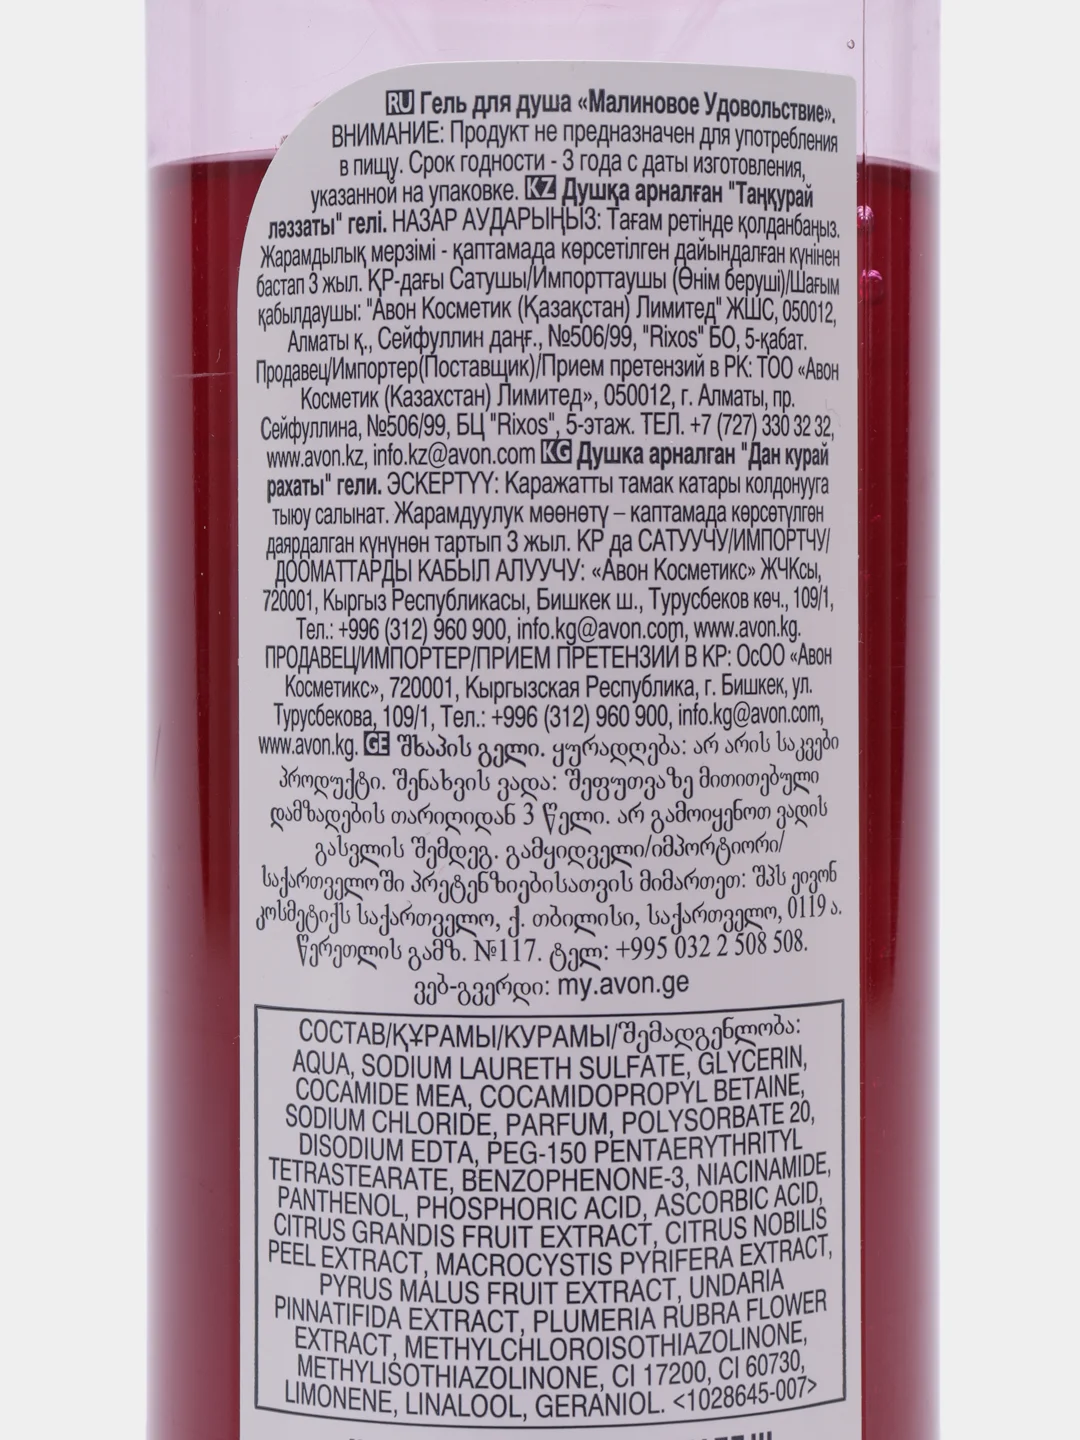 RU Гель для душа «Малиновое Удовольствие».
ВНИМАНИЕ: Продукт не предназначен для употребления
в пищу. Срок годности - 3 года с даты изготовления,
указанной на упаковке. KZ Душқа арналған "Таңқурай
ләззаты" гелі. НАЗАР АУДАРЫҢЫЗ: Тағам ретінде қолданбаңыз.
Жарамдылық мерзімі - қаптамада көрсетілген дайындалған күнінен
бастап 3 жыл. ҚР-дағы Сатушы/Импорттаушы (Өнім беруші)/Шағым
қабылдаушы: "Авон Косметик (Қазақстан) Лимитед" ЖШС, 050012,
Алматы қ., Сейфуллин даңғ., №506/99, "Rixos" БО, 5-қабат.
Продавец/Импортер(Поставщик)/Прием претензий в РК: ТОО «Авон
Косметик (Казахстан) Лимитед», 050012, г. Алматы, пр.
Сейфуллина, №506/99, БЦ "Rixos", 5-этаж. ТЕЛ. +7 (727) 330 32 32,
www.avon.kz, info.kz@avon.com KG Душка арналган "Дан курай
рахаты" гели. ЭСКЕРТҮҮ: Каражатты тамак катары колдонууга
тыюу салынат. Жарамдуулук мөөнөтү – каптамада көрсөтүлгөн
даярдалган күнүнөн тартып 3 жыл. КР да САТУУЧУ/ИМПОРТЧУ/
ДООМАТТАРДЫ КАБЫЛ АЛУУЧУ: «Авон Косметикс» ЖЧКсы,
720001, Кыргыз Республикасы, Бишкек ш., Турусбеков көч., 109/1,
Тел.: +996 (312) 960 900, info.kg@avon.com, www.avon.kg.
ПРОДАВЕЦ/ИМПОРТЕР/ПРИЕМ ПРЕТЕНЗИЙ В КР: ОсОО «Авон
Косметикс», 720001, Кыргызская Республика, г. Бишкек, ул.
Турусбекова, 109/1, Тел.: +996 (312) 960 900, info.kg@avon.com,
www.avon.kg. GE შხაპის გელი. ყურადღება: არ არის საკვები
პროდუქტი. შენახვის ვადა: შეფუთვაზე მითითებული
დამზადების თარიღიდან 3 წელი. არ გამოიყენოთ ვადის
გასვლის შემდეგ. გამყიდველი/იმპორტიორი/
საქართველოში პრეტენზიებისათვის მიმართეთ: შპს ეივონ
კოსმეტიქს საქართველო, ქ. თბილისი, საქართველო, 0119 ა.
წერეთლის გამზ. №117. ტელ: +995 032 2 508 508.
ვებ-გვერდი: my.avon.ge
СОСТАВ/ҚҰРАМЫ/КУРАМЫ/შემადგენლობა:
AQUA, SODIUM LAURETH SULFATE, GLYCERIN,
COCAMIDE MEA, COCAMIDOPROPYL BETAINE,
SODIUM CHLORIDE, PARFUM, POLYSORBATE 20,
DISODIUM EDTA, PEG-150 PENTAERYTHRITYL
TETRASTEARATE, BENZOPHENONE-3, NIACINAMIDE,
PANTHENOL, PHOSPHORIC ACID, ASCORBIC ACID,
CITRUS GRANDIS FRUIT EXTRACT, CITRUS NOBILIS
PEEL EXTRACT, MACROCYSTIS PYRIFERA EXTRACT,
PYRUS MALUS FRUIT EXTRACT, UNDARIA
PINNATIFIDA EXTRACT, PLUMERIA RUBRA FLOWER
EXTRACT, METHYLCHLOROISOTHIAZOLINONE,
METHYLISOTHIAZOLINONE, CI 17200, CI 60730,
LIMONENE, LINALOOL, GERANIOL. <1028645-007>